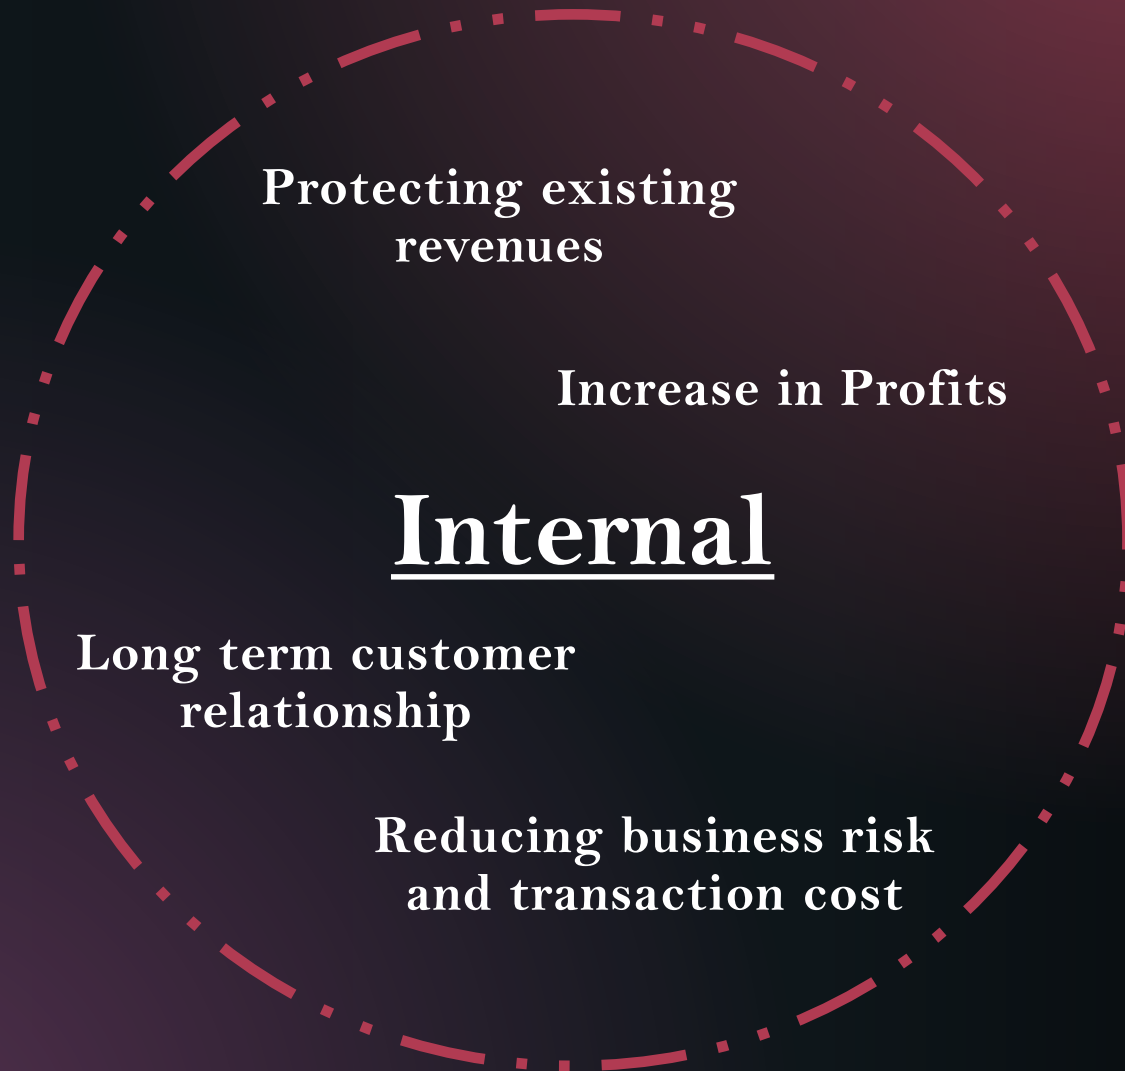 Protecting existing
revenues
Increase in Profits
Internal
Long term customer
relationship
Reducing business risk
and transaction cost